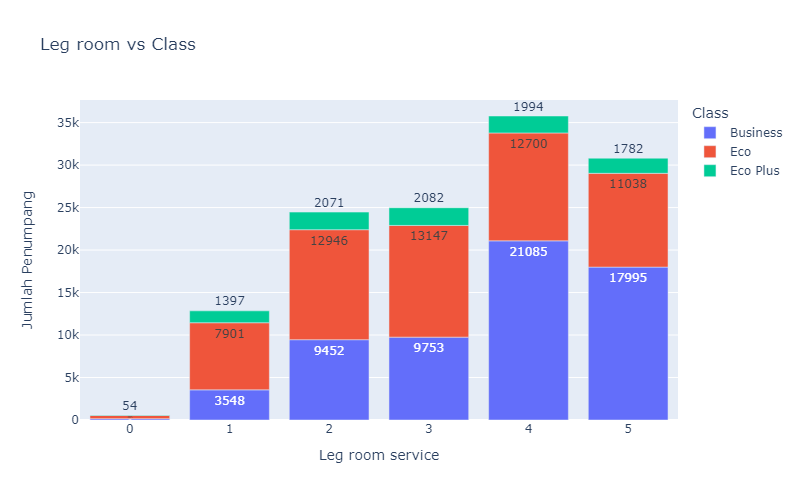 Leg room vs Class
Class
Business
Eco
Eco Plus
Jumlah Penumpang
35k
30k
25k
20k
15k
10k
5k
0
54
1397
7901
3548
2071
12946
9452
2082
13147
9753
1994
12700
21085
1782
11038
17995
0 1 2 3 4 5
Leg room service